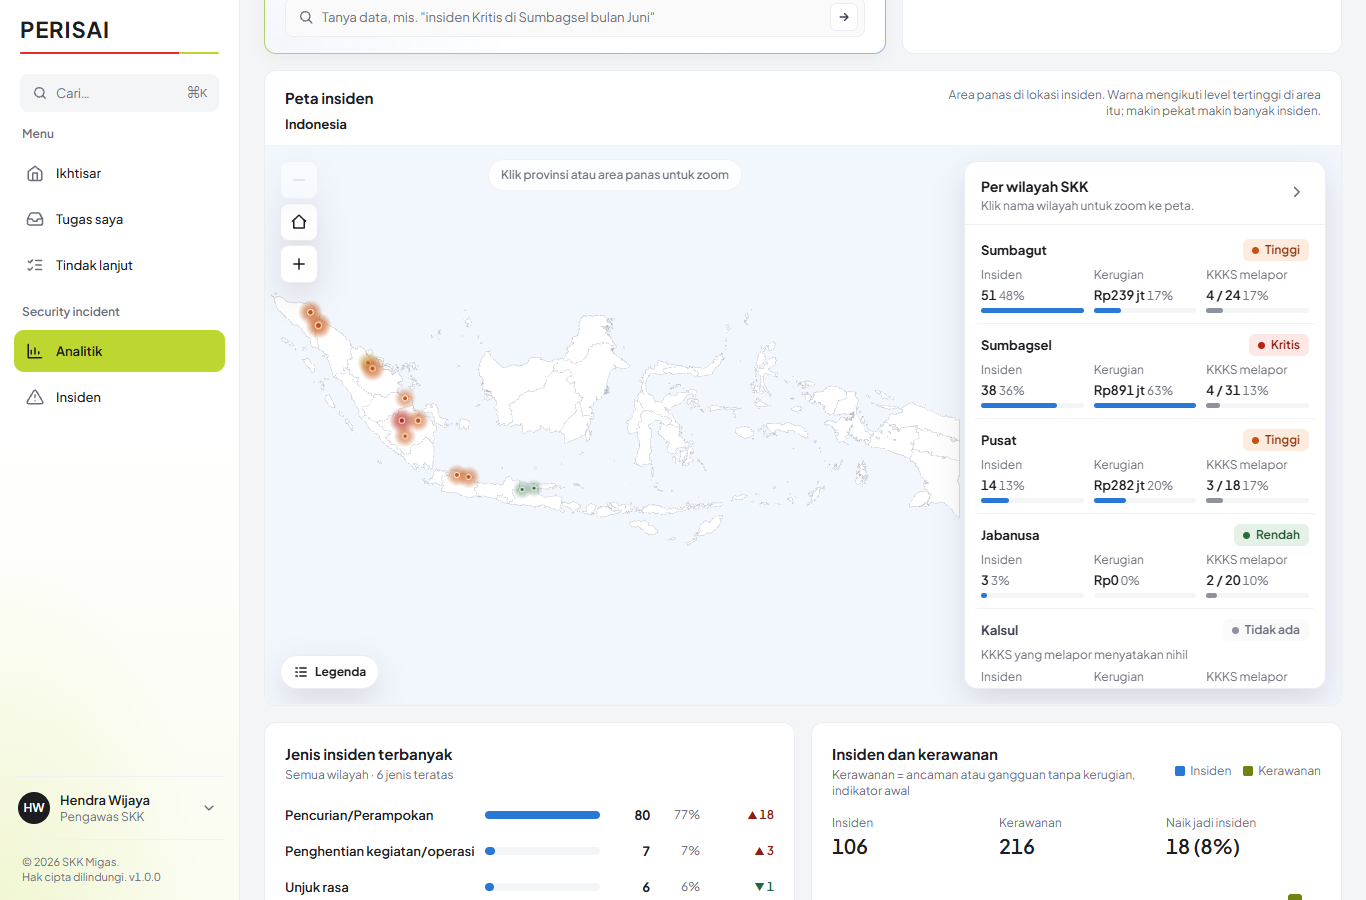 PERISAI
Cari...
⌘K
Menu
Ikhtisar
Tugas saya
Tindak lanjut
Security incident
Analitik
Insiden
HW
Hendra Wijaya
Pengawas SKK
© 2026 SKK Migas.
Hak cipta dilindungi. v1.0.0
Tanya data, mis. "insiden Kritis di Sumbagsel bulan Juni"
Peta insiden
Indonesia
Area panas di lokasi insiden. Warna mengikuti level tertinggi di area
itu; makin pekat makin banyak insiden.
Klik provinsi atau area panas untuk zoom
Legenda
Per wilayah SKK
Klik nama wilayah untuk zoom ke peta.
Sumbagut
Tinggi
Insiden Kerugian KKKS melapor
51 48% Rp239 jt 17% 4 / 24 17%
Sumbagsel
Kritis
Insiden Kerugian KKKS melapor
38 36% Rp891 jt 63% 4 / 31 13%
Pusat
Tinggi
Insiden Kerugian KKKS melapor
14 13% Rp282 jt 20% 3 / 18 17%
Jabanusa
Rendah
Insiden Kerugian KKKS melapor
3 3% Rp0 0% 2 / 20 10%
Kalsul
Tidak ada
KKKS yang melapor menyatakan nihil
Insiden Kerugian KKKS melapor
Jenis insiden terbanyak
Semua wilayah · 6 jenis teratas
Pencurian/Perampokan 80 77% ▲18
Penghentian kegiatan/operasi 7 7% ▲3
Unjuk rasa 6 6% ▼1
Insiden dan kerawanan
Kerawanan = ancaman atau gangguan tanpa kerugian,
indikator awal
Insiden Kerawanan
Insiden Kerawanan Naik jadi insiden
106 216 18 (8%)